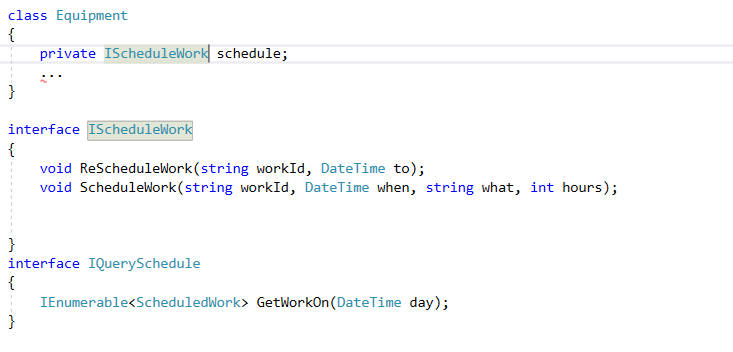 class Equipment
{
private IScheduleWork schedule;
...
}
interface IScheduleWork
{
void ReScheduleWork(string workId, DateTime to);
void ScheduleWork(string workId, DateTime when, string what, int hours);
}
interface IQuerySchedule
{
IEnumerable<ScheduledWork> GetWorkOn(DateTime day);
}